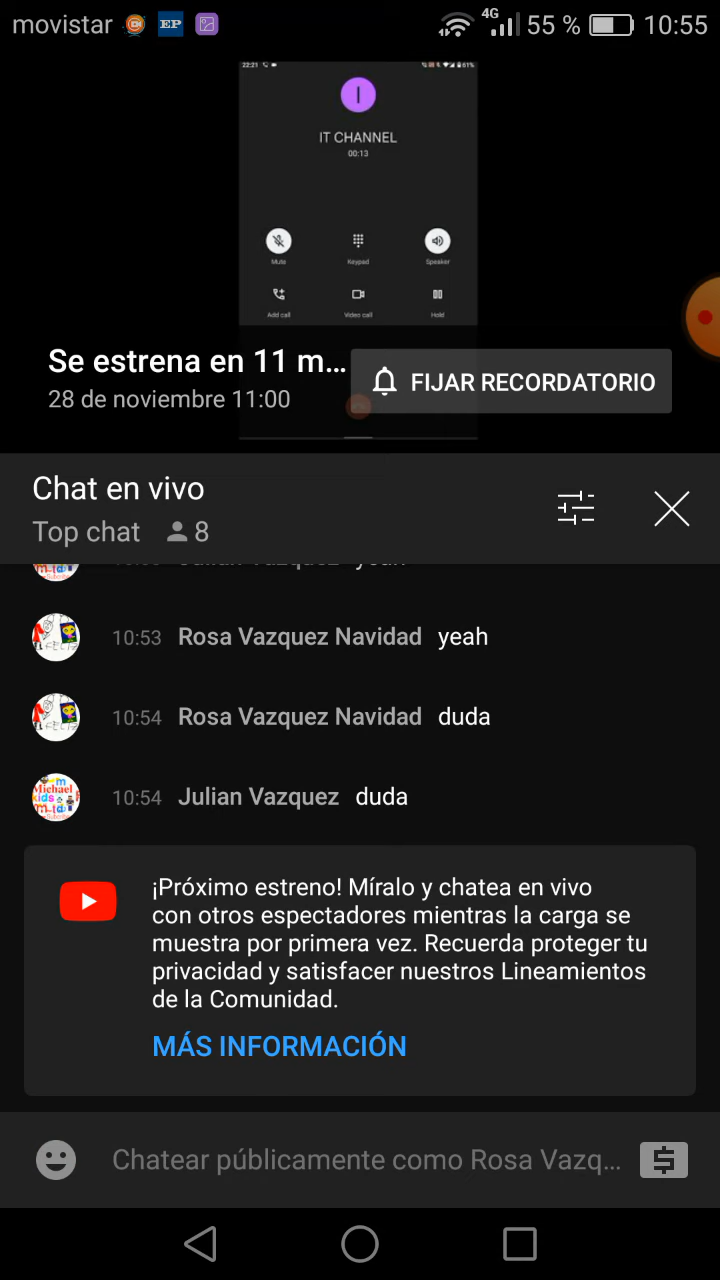 movistar EP 4G 55 % 10:55
22:21 61%
I
IT CHANNEL
00:13
Mute Keypad Speaker
Add call Video call Hold
Se estrena en 11 m... FIJAR RECORDATORIO
28 de noviembre 11:00
Chat en vivo
Top chat 8
10:53 Rosa Vazquez Navidad yeah
10:54 Rosa Vazquez Navidad duda
10:54 Julian Vazquez duda
¡Próximo estreno! Míralo y chatea en vivo
con otros espectadores mientras la carga se
muestra por primera vez. Recuerda proteger tu
privacidad y satisfacer nuestros Lineamientos
de la Comunidad.
MÁS INFORMACIÓN
Chatear públicamente como Rosa Vazq...